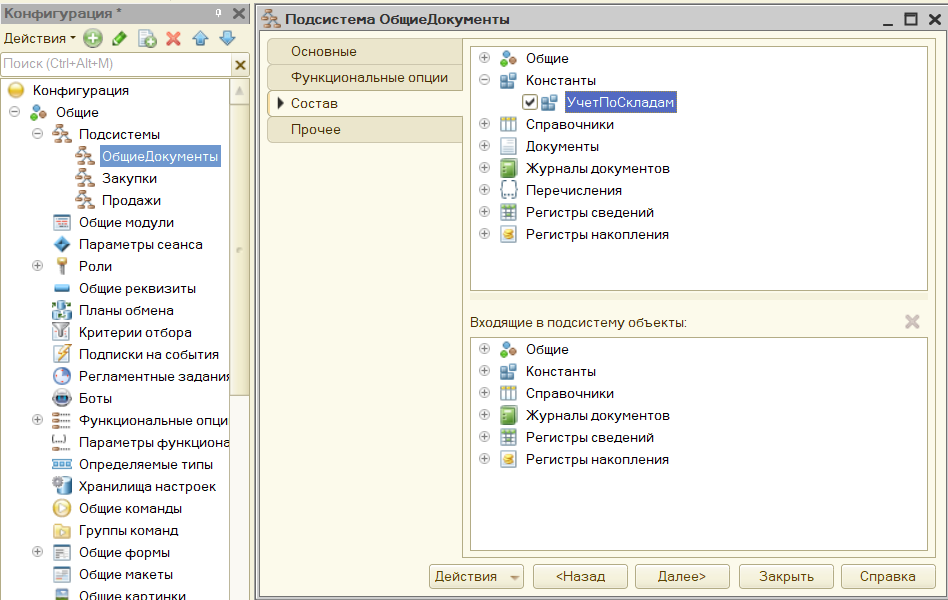 Конфигурация *
Действия
Поиск (Ctrl+Alt+M)
Конфигурация
Общие
Подсистемы
ОбщиеДокументы
Закупки
Продажи
Общие модули
Параметры сеанса
Роли
Общие реквизиты
Планы обмена
Критерии отбора
Подписки на события
Регламентные задания
Боты
Функциональные опци
Параметры функциона
Определяемые типы
Хранилища настроек
Общие команды
Группы команд
Общие формы
Общие макеты
Общие картинки
Подсистема ОбщиеДокументы
Основные
Функциональные опции
Состав
Прочее
Общие
Константы
УчетПоСкладам
Справочники
Документы
Журналы документов
Перечисления
Регистры сведений
Регистры накопления
Входящие в подсистему объекты:
Общие
Константы
Справочники
Журналы документов
Регистры сведений
Регистры накопления
Действия
<Назад
Далее>
Закрыть
Справка